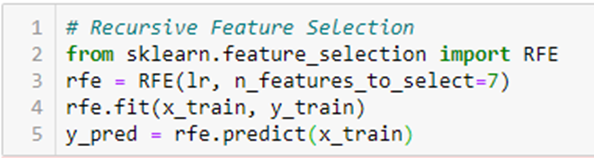 1 # Recursive Feature Selection
2 from sklearn.feature_selection import RFE
3 rfe = RFE(lr, n_features_to_select=7)
4 rfe.fit(x_train, y_train)
5 y_pred = rfe.predict(x_train)